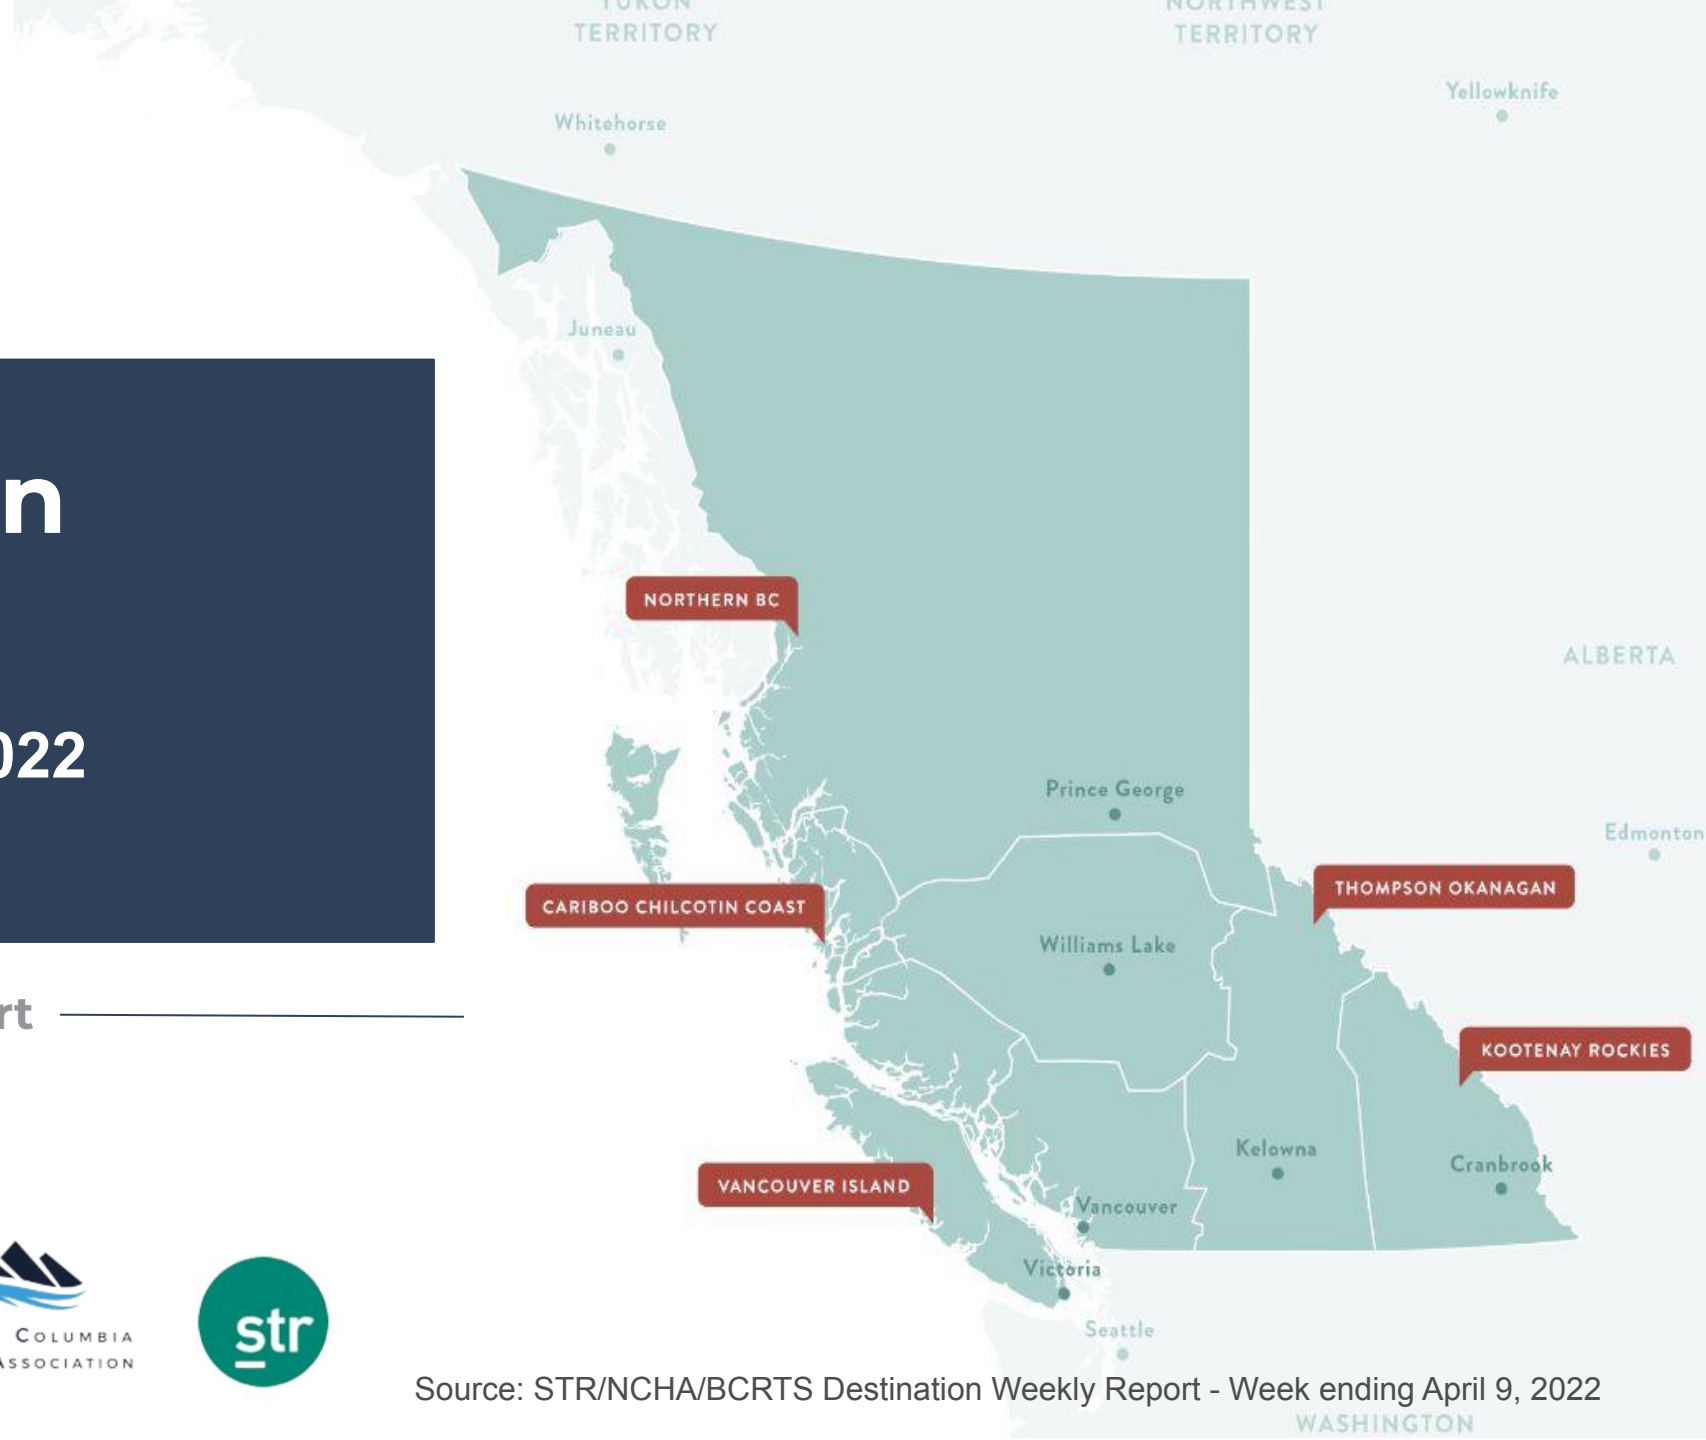 YUKON
TERRITORY
NORTHWEST
TERRITORY
Yellowknife
Whitehorse
Juneau
n
022
NORTHERN BC
ALBERTA
Prince George
Edmonton
THOMPSON OKANAGAN
CARIBOO CHILCOTIN COAST
Williams Lake
rt
KOOTENAY ROCKIES
Kelowna
Cranbrook
VANCOUVER ISLAND
Vancouver
Victoria
Seattle
COLUMBIA
ASSOCIATION
str
Source: STR/NCHA/BCRTS Destination Weekly Report - Week ending April 9, 2022
WASHINGTON